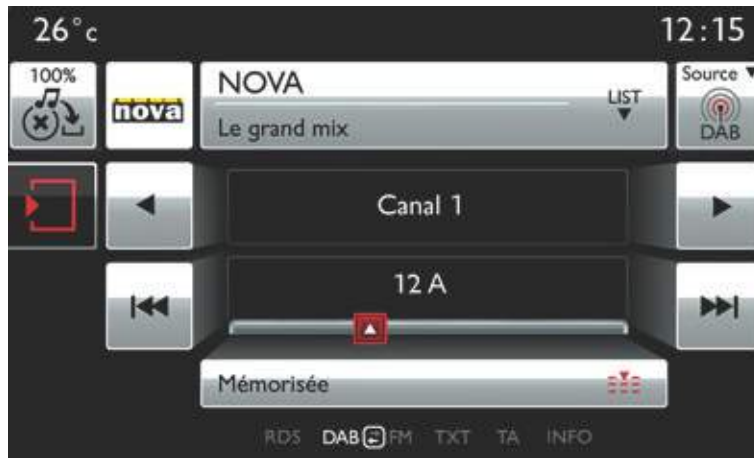 26°c
12:15
100%
nova
NOVA
LIST
Source
Le grand mix
DAB
Canal 1
12 A
Mémorisée
RDS DAB FM TXT TA INFO